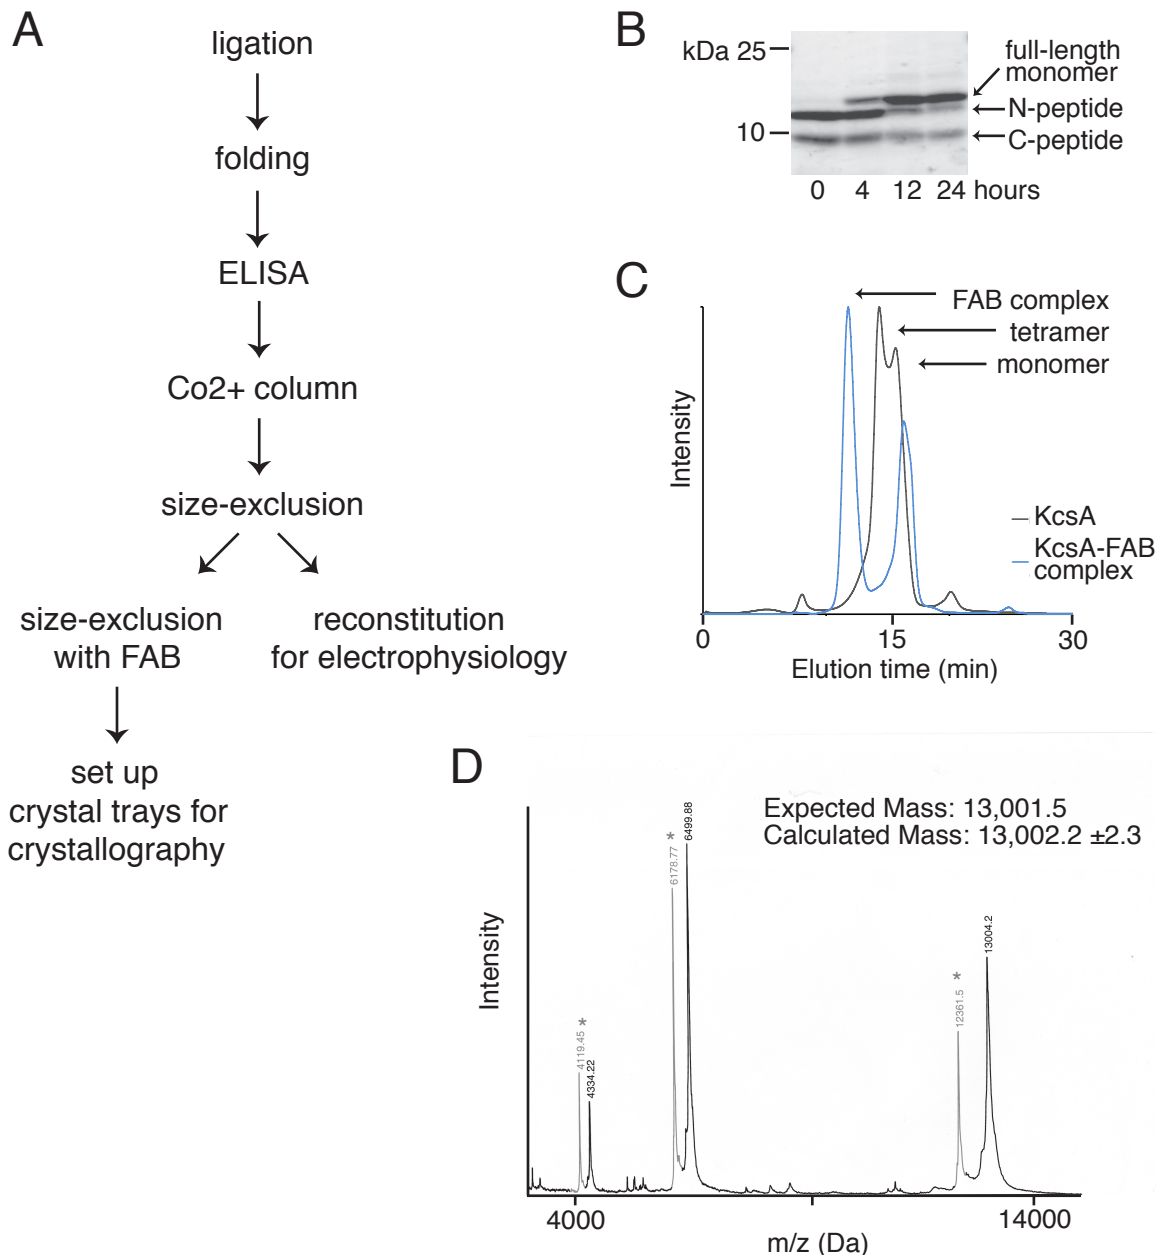 A
ligation
folding
ELISA
Co2+ column
size-exclusion
size-exclusion
with FAB
reconstitution
for electrophysiology
set up
crystal trays for
crystallography
B
kDa 25
10
full-length
monomer
N-peptide
C-peptide
0 4 12 24 hours
C
FAB complex
tetramer
monomer
Intensity
KcsA
KcsA-FAB
complex
0 15 30
Elution time (min)
D
Expected Mass: 13,001.5
Calculated Mass: 13,002.2 ±2.3
Intensity
4119.45 *
4334.22
6178.77 *
6499.88
12361.5 *
13004.2
4000 14000
m/z (Da)